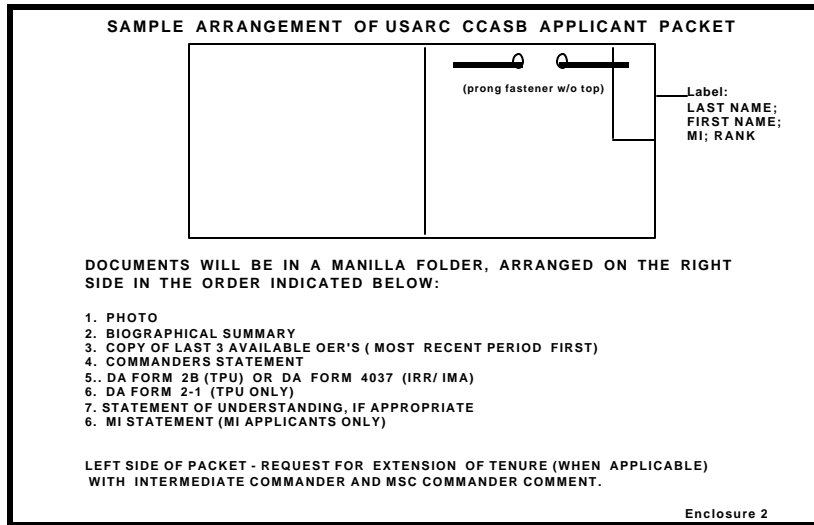 SAMPLE ARRANGEMENT OF USARC CCASB APPLICANT PACKET
(prong fastener w/o top)
Label:
LAST NAME;
FIRST NAME;
MI; RANK
DOCUMENTS WILL BE IN A MANILLA FOLDER, ARRANGED ON THE RIGHT
SIDE IN THE ORDER INDICATED BELOW:
1. PHOTO
2. BIOGRAPHICAL SUMMARY
3. COPY OF LAST 3 AVAILABLE OER'S ( MOST RECENT PERIOD FIRST)
4. COMMANDERS STATEMENT
5.. DA FORM 2B (TPU) OR DA FORM 4037 (IRR/ IMA)
6. DA FORM 2-1 (TPU ONLY)
7. STATEMENT OF UNDERSTANDING, IF APPROPRIATE
6. MI STATEMENT (MI APPLICANTS ONLY)
LEFT SIDE OF PACKET - REQUEST FOR EXTENSION OF TENURE (WHEN APPLICABLE)
WITH INTERMEDIATE COMMANDER AND MSC COMMANDER COMMENT.
Enclosure 2